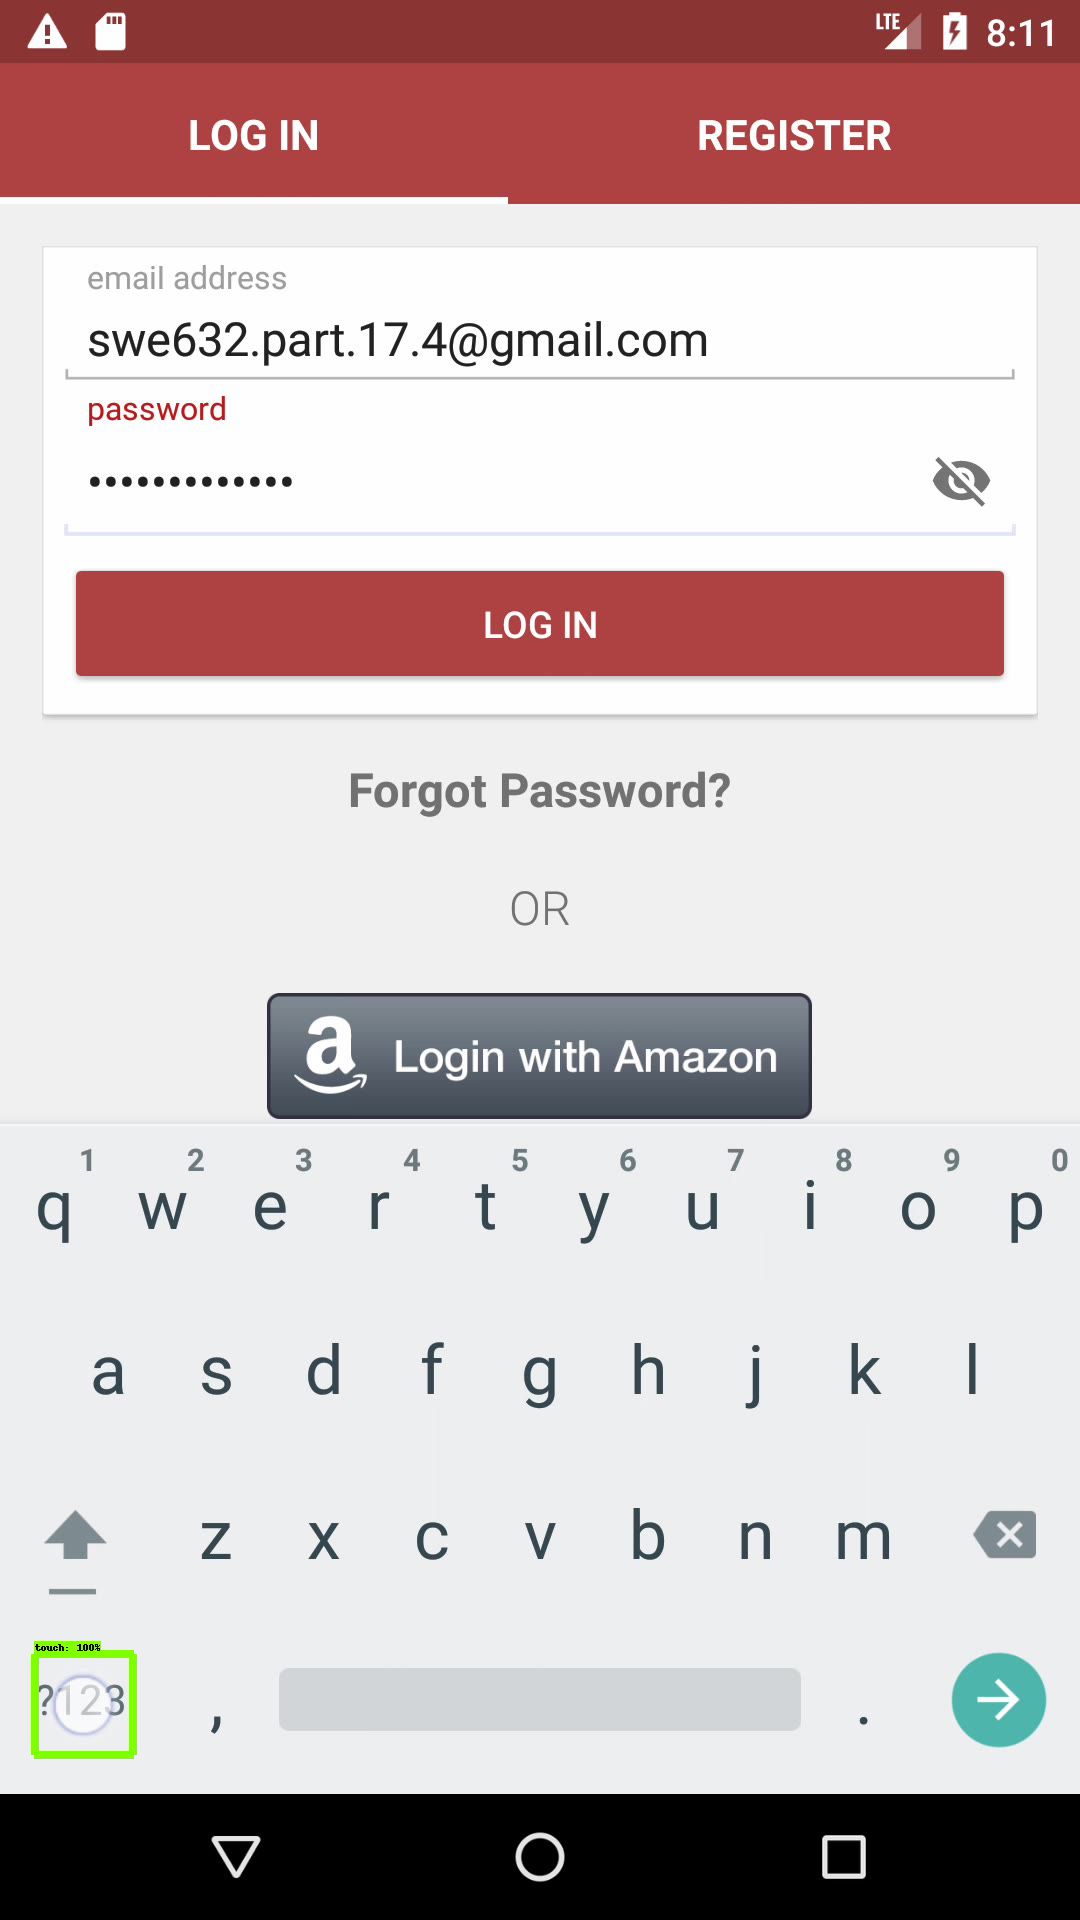 LTE 8:11
LOG IN REGISTER
email address
swe632.part.17.4@gmail.com
password
•••••••••••••
LOG IN
Forgot Password?
OR
a Login with Amazon
1 2 3 4 5 6 7 8 9 0
q w e r t y u i o p
a s d f g h j k l
z x c v b n m
touch: 100%
?123 , .